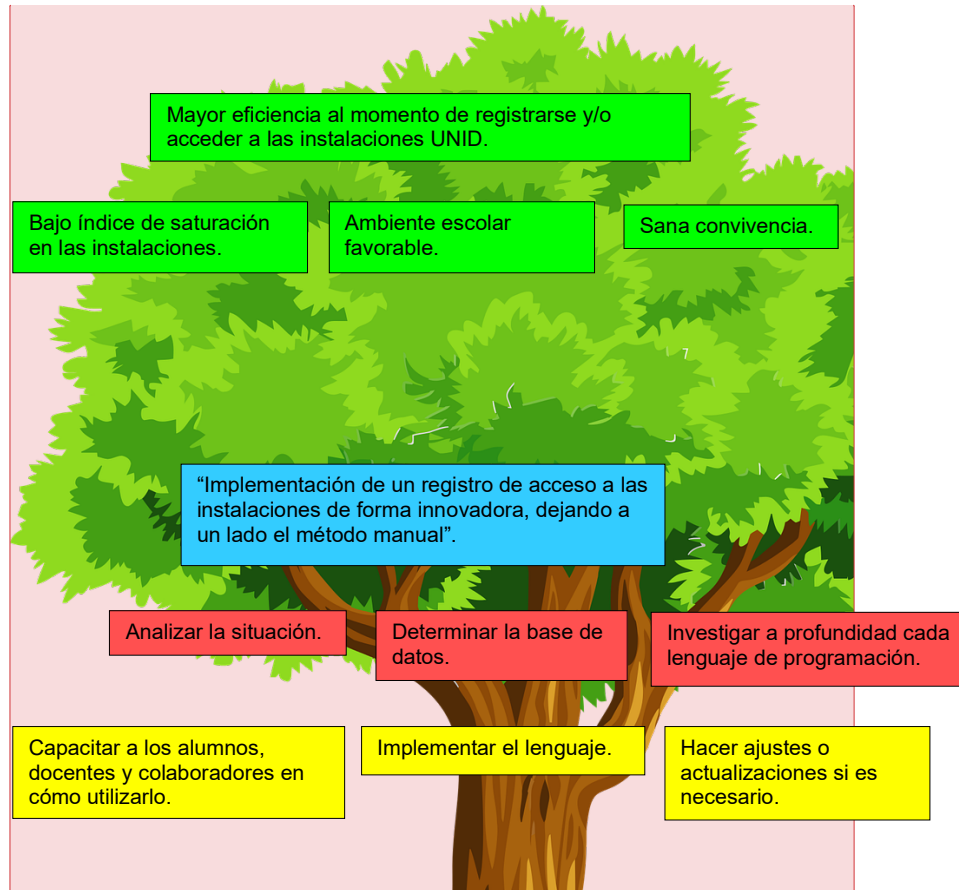 Mayor eficiencia al momento de registrarse y/o
acceder a las instalaciones UNID.
Bajo índice de saturación
en las instalaciones.
Ambiente escolar
favorable.
Sana convivencia.
“Implementación de un registro de acceso a las
instalaciones de forma innovadora, dejando a
un lado el método manual”.
Analizar la situación.
Determinar la base de
datos.
Investigar a profundidad cada
lenguaje de programación.
Capacitar a los alumnos,
docentes y colaboradores en
cómo utilizarlo.
Implementar el lenguaje.
Hacer ajustes o
actualizaciones si es
necesario.